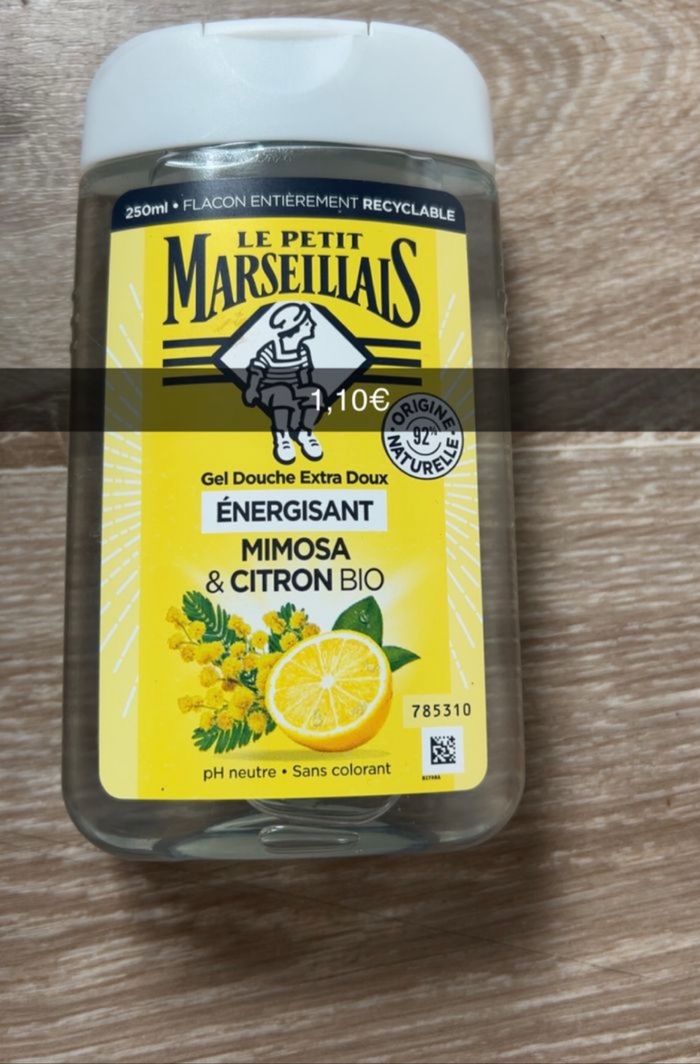 250ml • FLACON ENTIÈREMENT RECYCLABLE
LE PETIT
MARSEILLAIS
1,10€
ORIGINE
92%
NATURELLE
Gel Douche Extra Doux
ÉNERGISANT
MIMOSA
& CITRON BIO
785310
pH neutre • Sans colorant